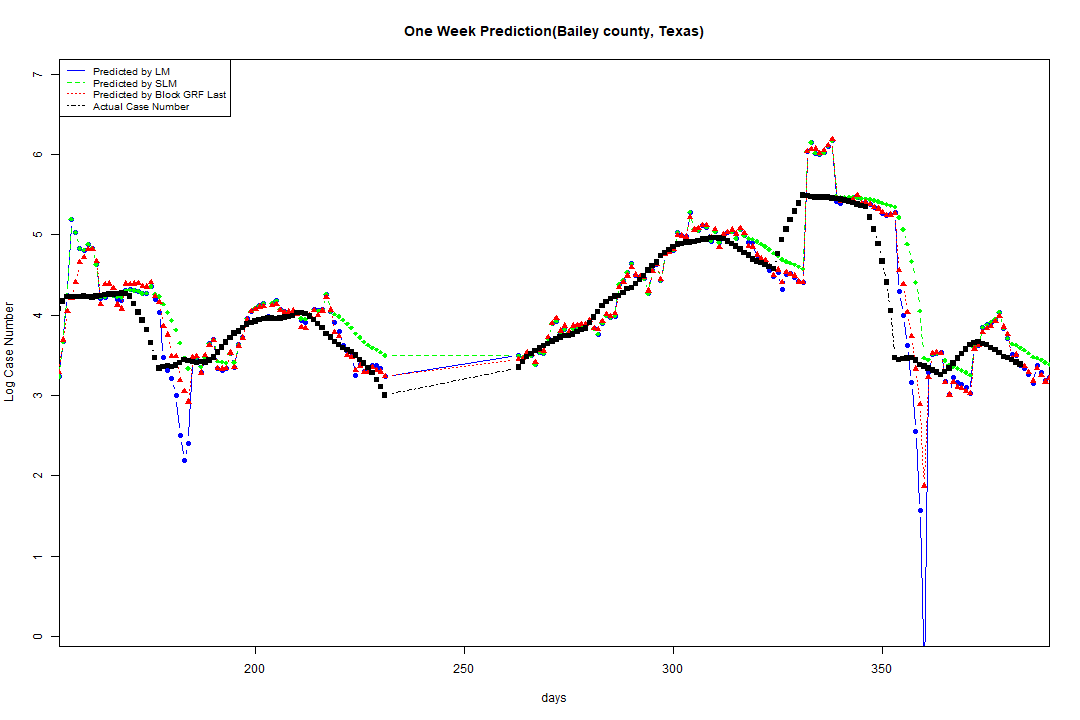 One Week Prediction(Bailey county, Texas)
Predicted by LM
Predicted by SLM
Predicted by Block GRF Last
Actual Case Number
7
6
5
4
3
2
1
0
Log Case Number
200 250 300 350
days